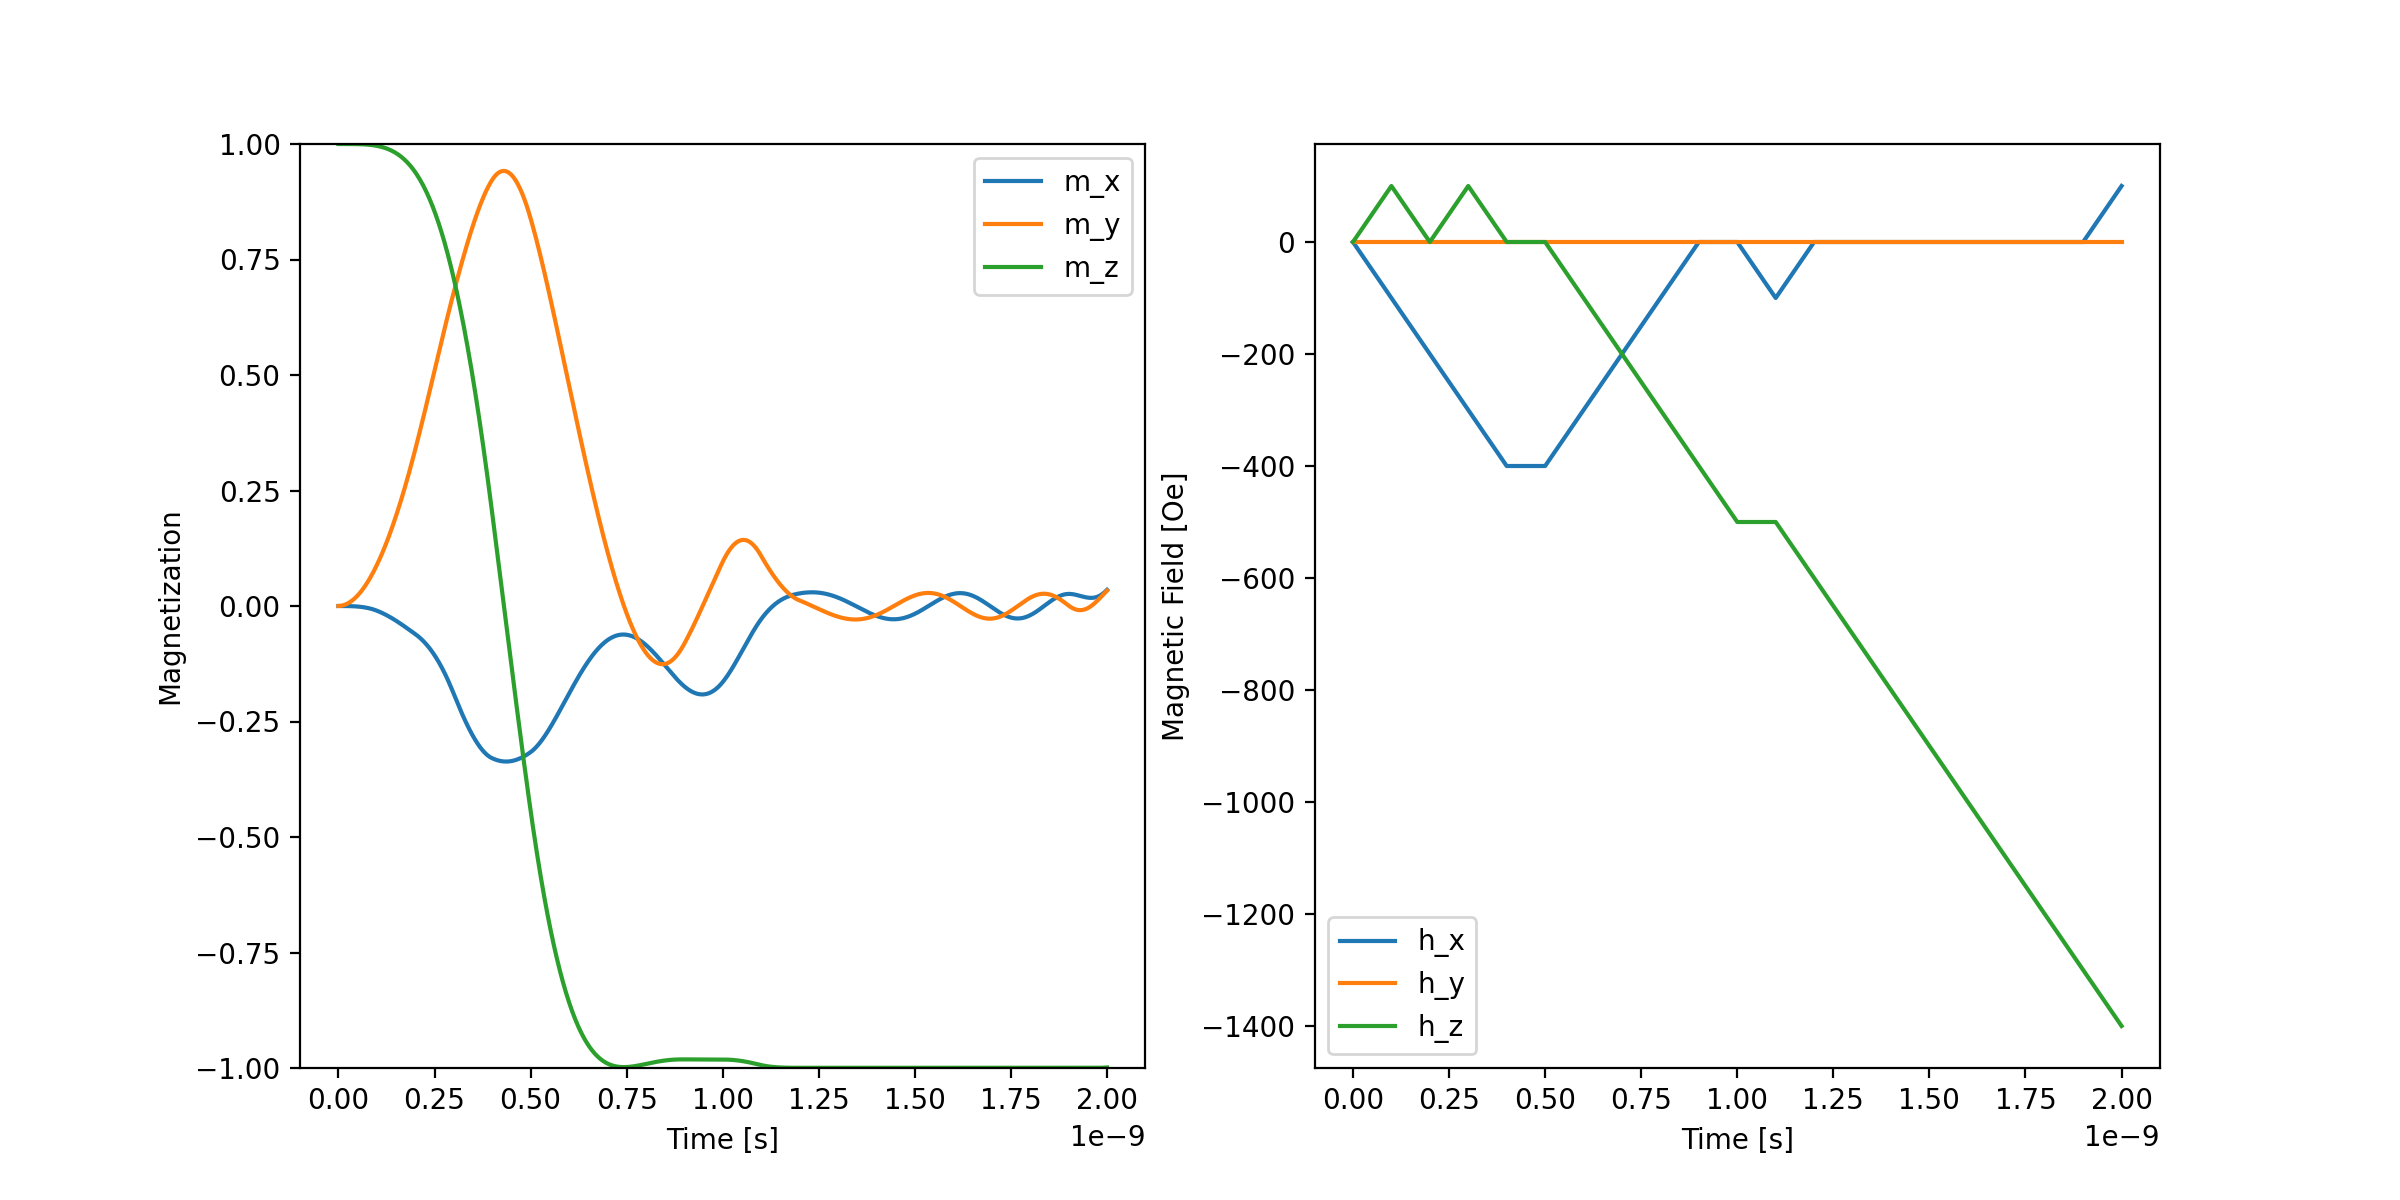 Magnetization
1.00
0.75
0.50
0.25
0.00
−0.25
−0.50
−0.75
−1.00
m_x
m_y
m_z
0.00 0.25 0.50 0.75 1.00 1.25 1.50 1.75 2.00
Time [s]
1e−9
Magnetic Field [Oe]
0
−200
−400
−600
−800
−1000
−1200
−1400
h_x
h_y
h_z
0.00 0.25 0.50 0.75 1.00 1.25 1.50 1.75 2.00
Time [s]
1e−9